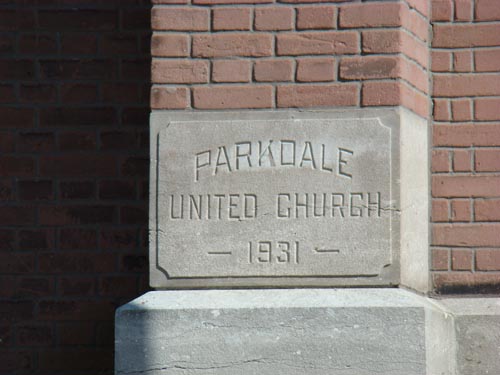 PARKDALE
UNITED CHURCH
— 1931 —